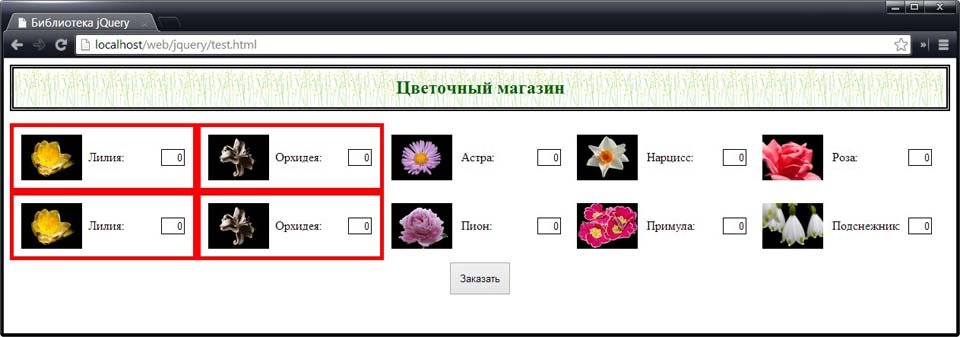 Библиотека jQuery
localhost/web/jquery/test.html
Цветочный магазин
Лилия: 0 Орхидея: 0 Астра: 0 Нарцисс: 0 Роза: 0
Лилия: 0 Орхидея: 0 Пион: 0 Примула: 0 Подснежник: 0
Заказать